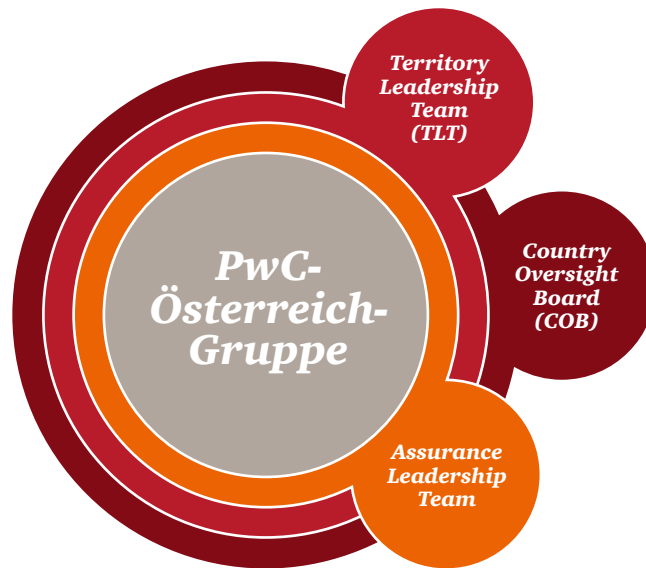 Territory
Leadership
Team
(TLT)
PwC-
Österreich-
Gruppe
Country
Oversight
Board
(COB)
Assurance
Leadership
Team